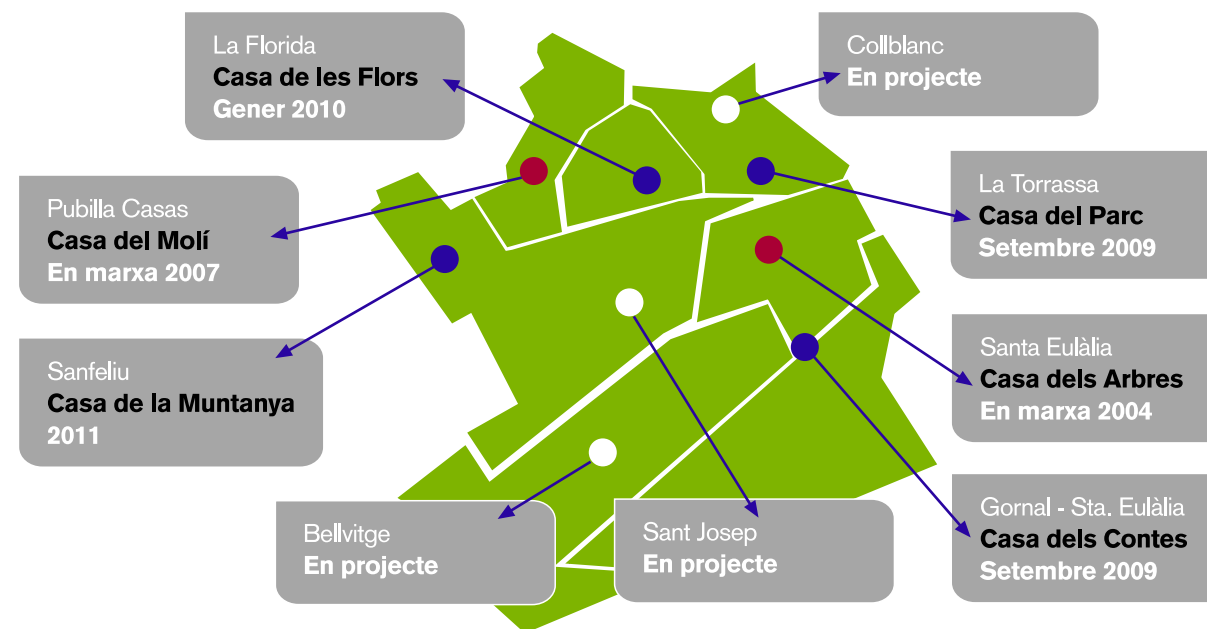 La Florida
Casa de les Flors
Gener 2010
Collblanc
En projecte
Pubilla Casas
Casa del Molí
En marxa 2007
La Torrassa
Casa del Parc
Setembre 2009
Sanfeliu
Casa de la Muntanya
2011
Santa Eulàlia
Casa dels Arbres
En marxa 2004
Bellvitge
En projecte
Sant Josep
En projecte
Gornal - Sta. Eulàlia
Casa dels Contes
Setembre 2009